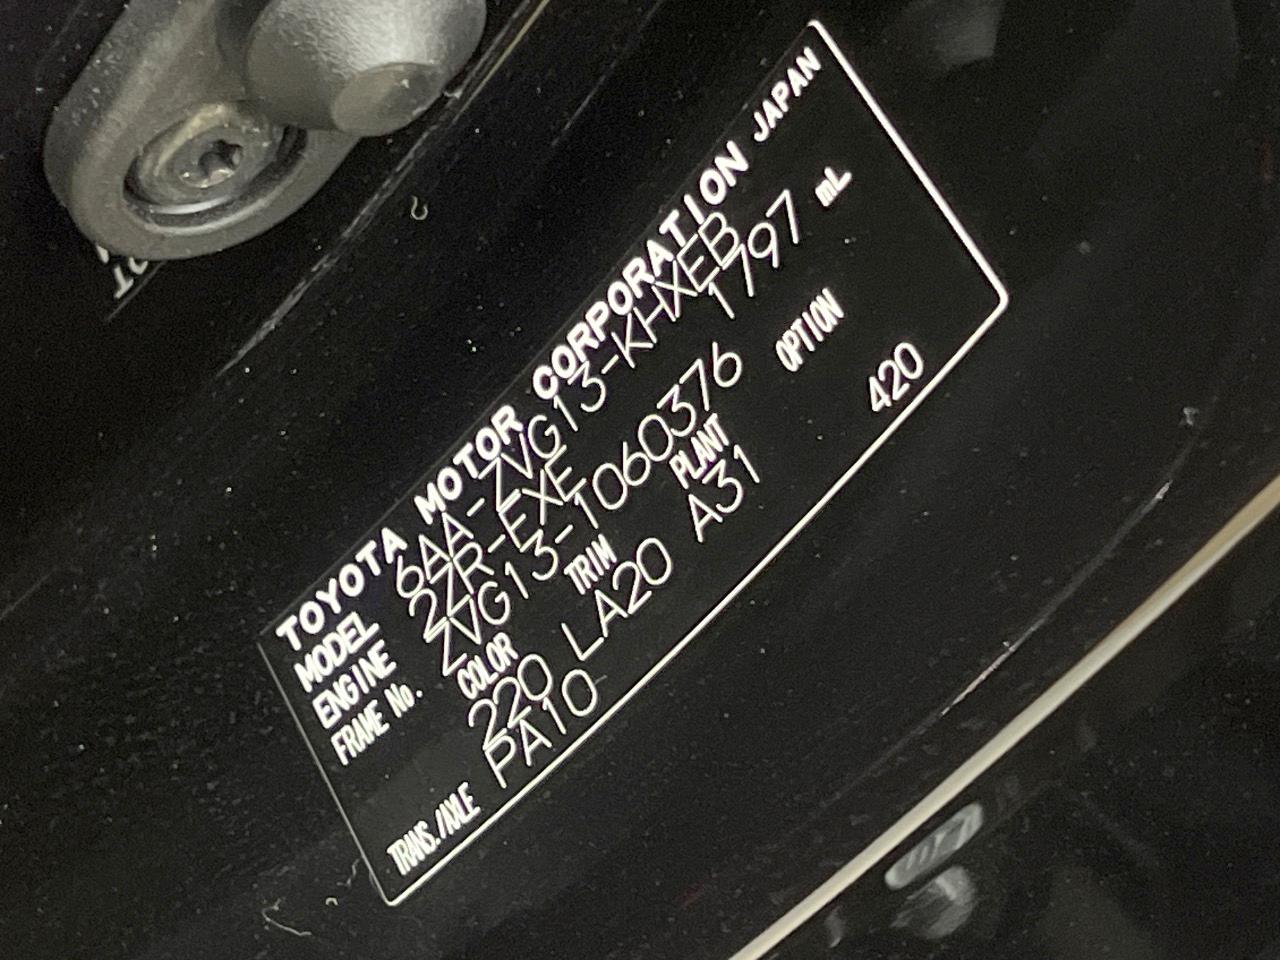 TOYOTA MOTOR CORPORATION JAPAN
MODEL 6AA-ZVG13-KHXEB
ENGINE 2ZR-EXE 1797 mL
FRAME No. ZVG13-1060376
COLOR TRIM PLANT OPTION
220 LA20 A31 420
TRANS./AXLE PA10